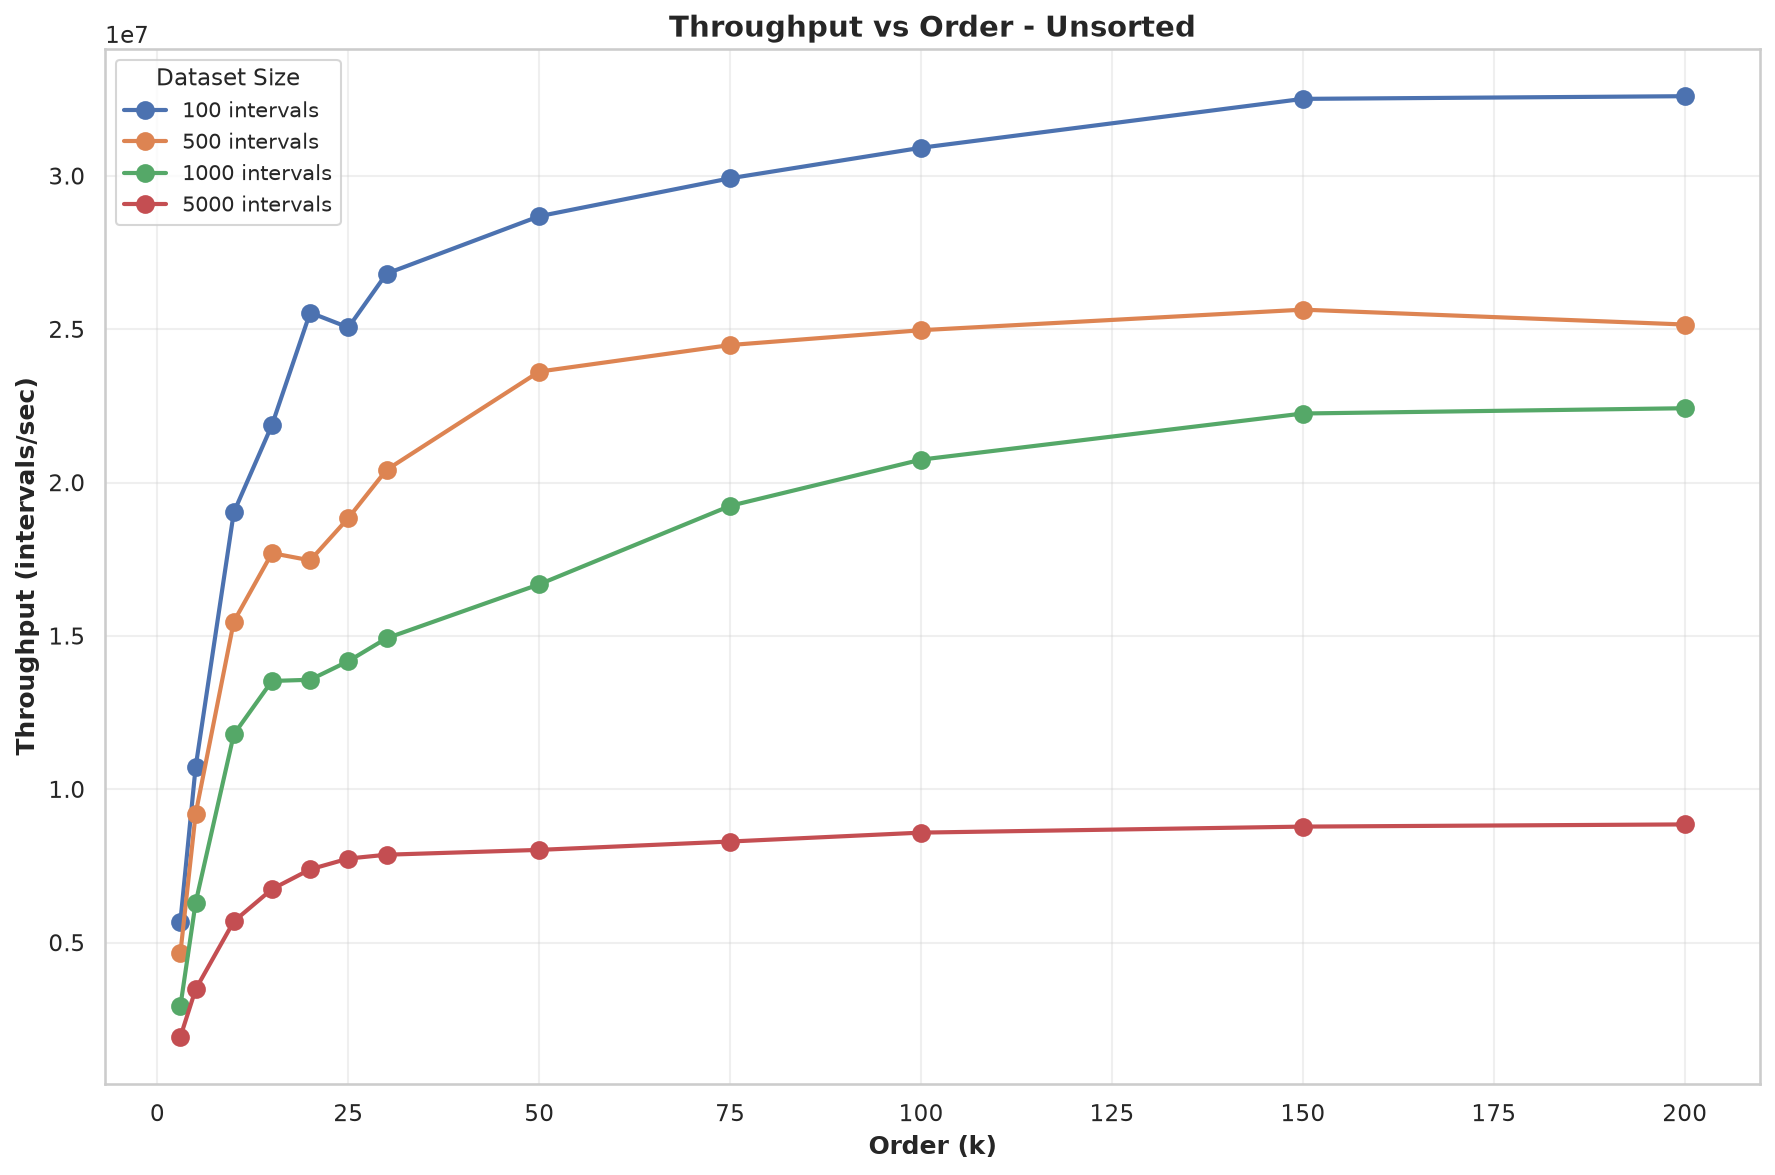 Throughput vs Order - Unsorted
1e7
Dataset Size
100 intervals
500 intervals
1000 intervals
5000 intervals
3.0
2.5
2.0
1.5
1.0
0.5
Throughput (intervals/sec)
0 25 50 75 100 125 150 175 200
Order (k)